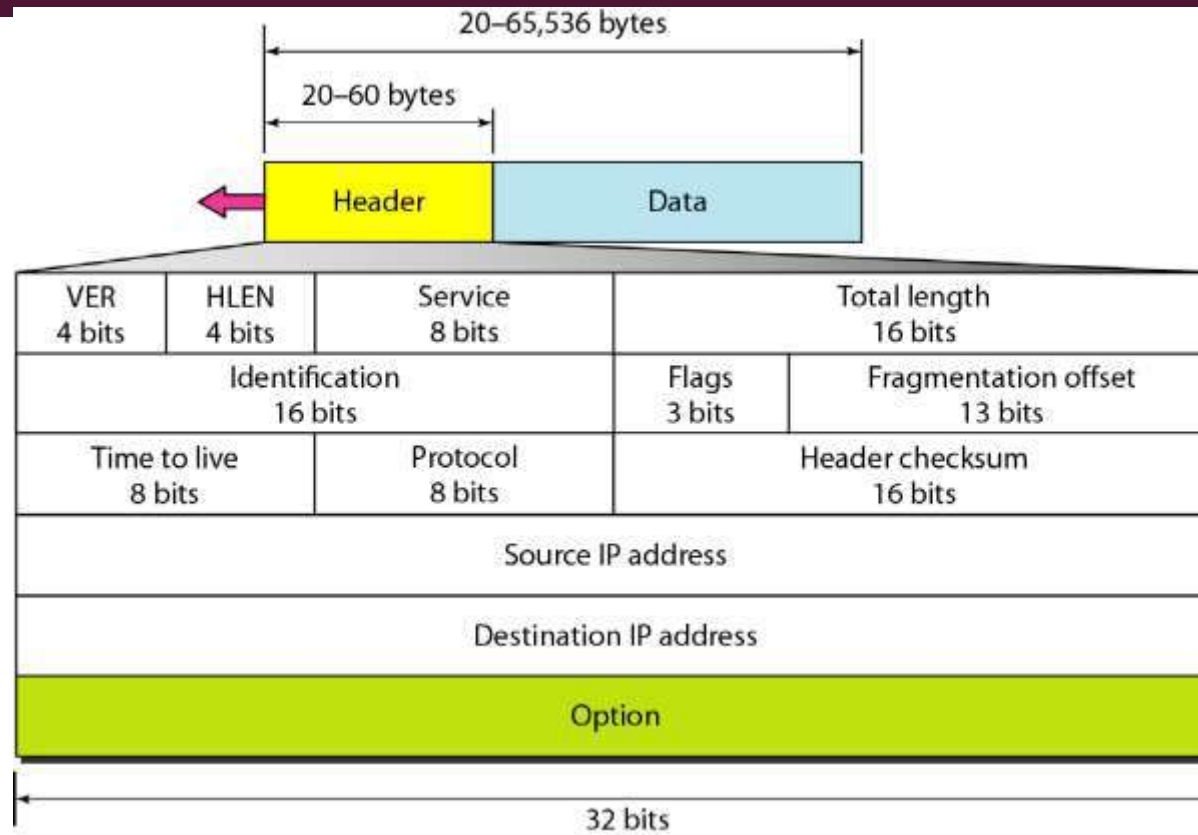 20–65,536 bytes
20–60 bytes
Header
Data
VER
4 bits
HLEN
4 bits
Service
8 bits
Total length
16 bits
Identification
16 bits
Flags
3 bits
Fragmentation offset
13 bits
Time to live
8 bits
Protocol
8 bits
Header checksum
16 bits
Source IP address
Destination IP address
Option
32 bits